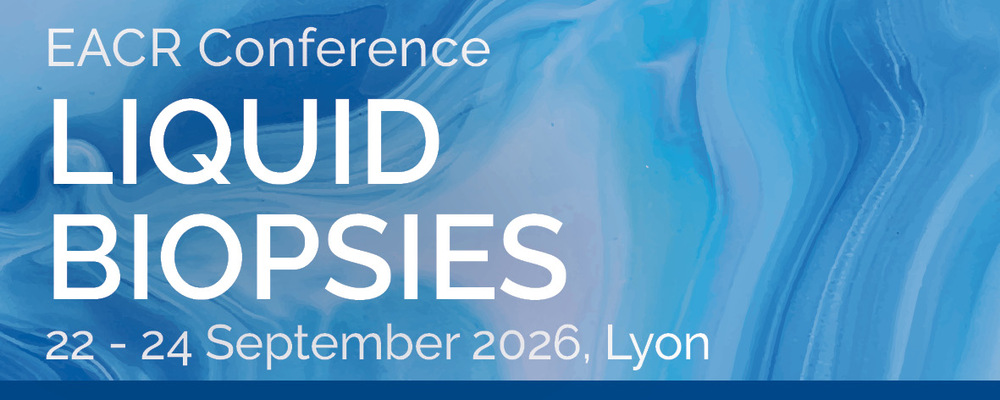 EACR Conference
LIQUID
BIOPSIES
22 - 24 September 2026, Lyon